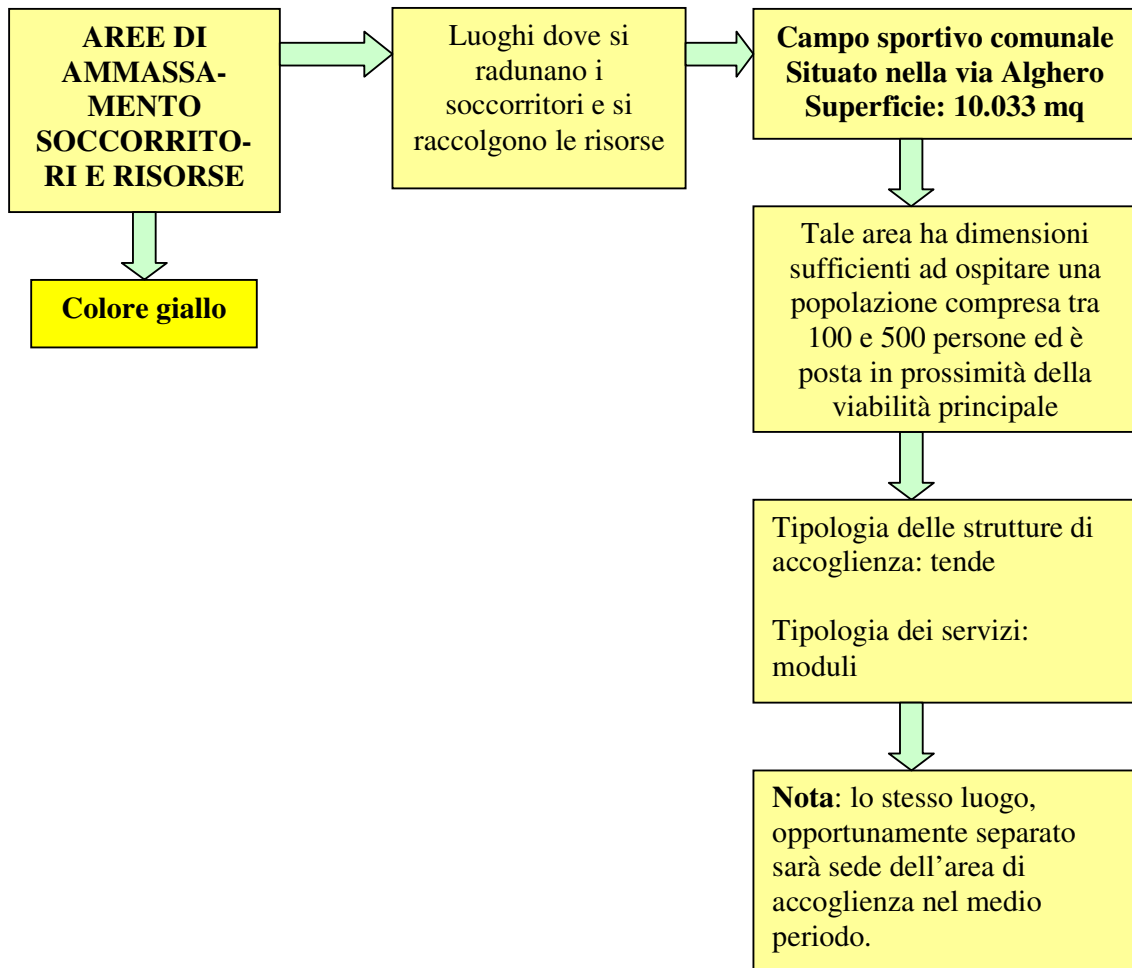 AREE DI
AMMASSA-
MENTO
SOCCORRITO-
RI E RISORSE
Colore giallo
Luoghi dove si
radunano i
soccorritori e si
raccolgono le risorse
Campo sportivo comunale
Situato nella via Alghero
Superficie: 10.033 mq
Tale area ha dimensioni
sufficienti ad ospitare una
popolazione compresa tra
100 e 500 persone ed è
posta in prossimità della
viabilità principale
Tipologia delle strutture di
accoglienza: tende
Tipologia dei servizi:
moduli
Nota: lo stesso luogo,
opportunamente separato
sarà sede dell’area di
accoglienza nel medio
periodo.